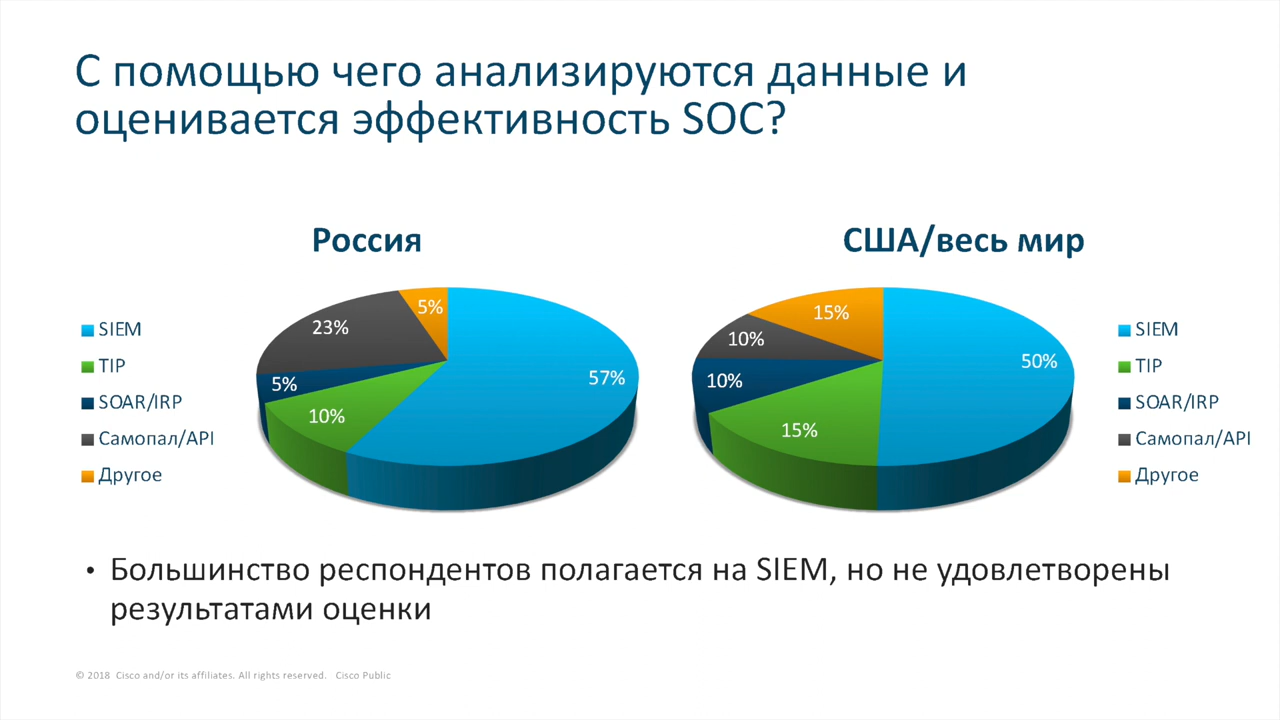 С помощью чего анализируются данные и
оценивается эффективность SOC?
Россия
США/весь мир
SIEM
TIP
SOAR/IRP
Самопал/API
Другое
5%
23%
5%
10%
57%
15%
10%
10%
15%
50%
SIEM
TIP
SOAR/IRP
Самопал/API
Другое
• Большинство респондентов полагается на SIEM, но не удовлетворены
результатами оценки
© 2018 Cisco and/or its affiliates. All rights reserved. Cisco Public